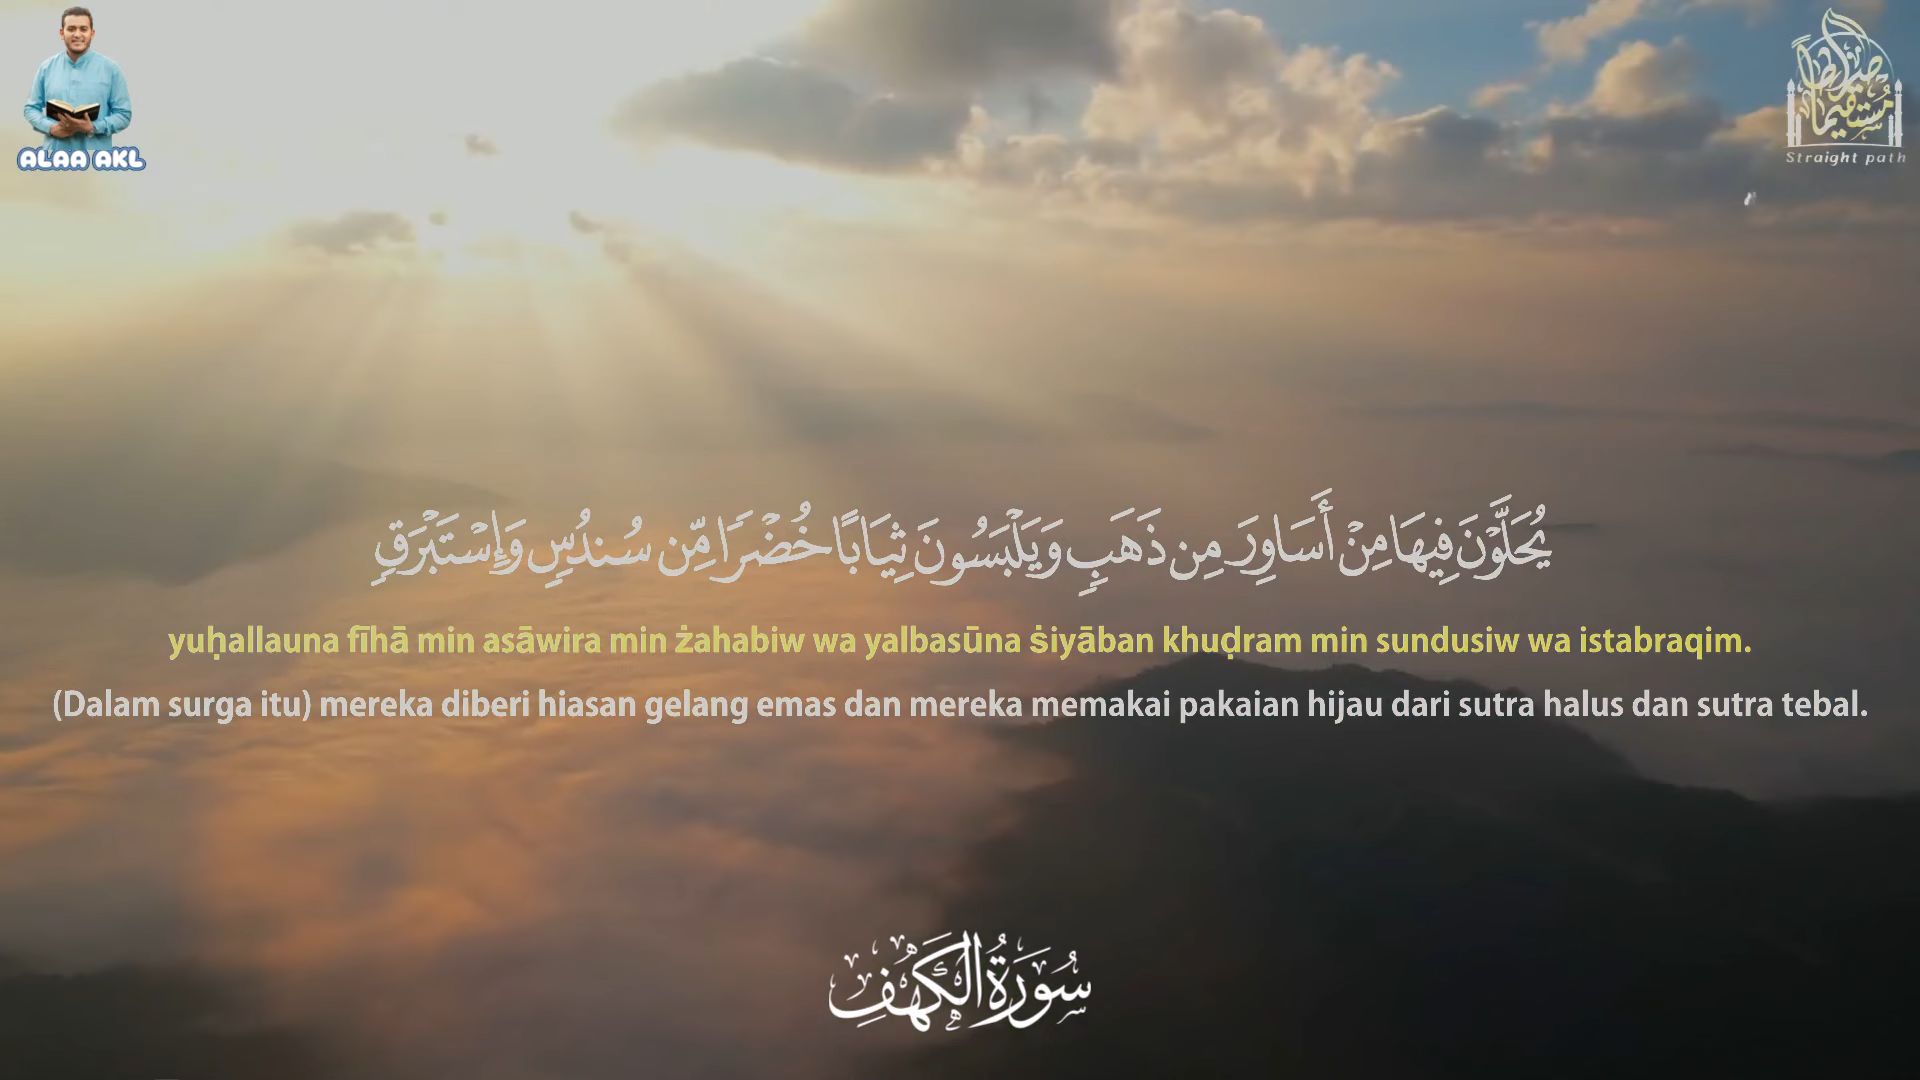 ALAA AKL
صراطا مستقيما
Straight path
يُحَلَّوْنَ فِيهَا مِنْ أَسَاوِرَ مِن ذَهَبٍ وَيَلْبَسُونَ ثِيَابًا خُضْرًا مِّن سُندُسٍ وَإِسْتَبْرَقٍ
yuḥallauna fīhā min asāwira min żahabiw wa yalbasūna ṡiyāban khuḍram min sundusiw wa istabraqim.
(Dalam surga itu) mereka diberi hiasan gelang emas dan mereka memakai pakaian hijau dari sutra halus dan sutra tebal.
سُورَةُ الكَهْفِ